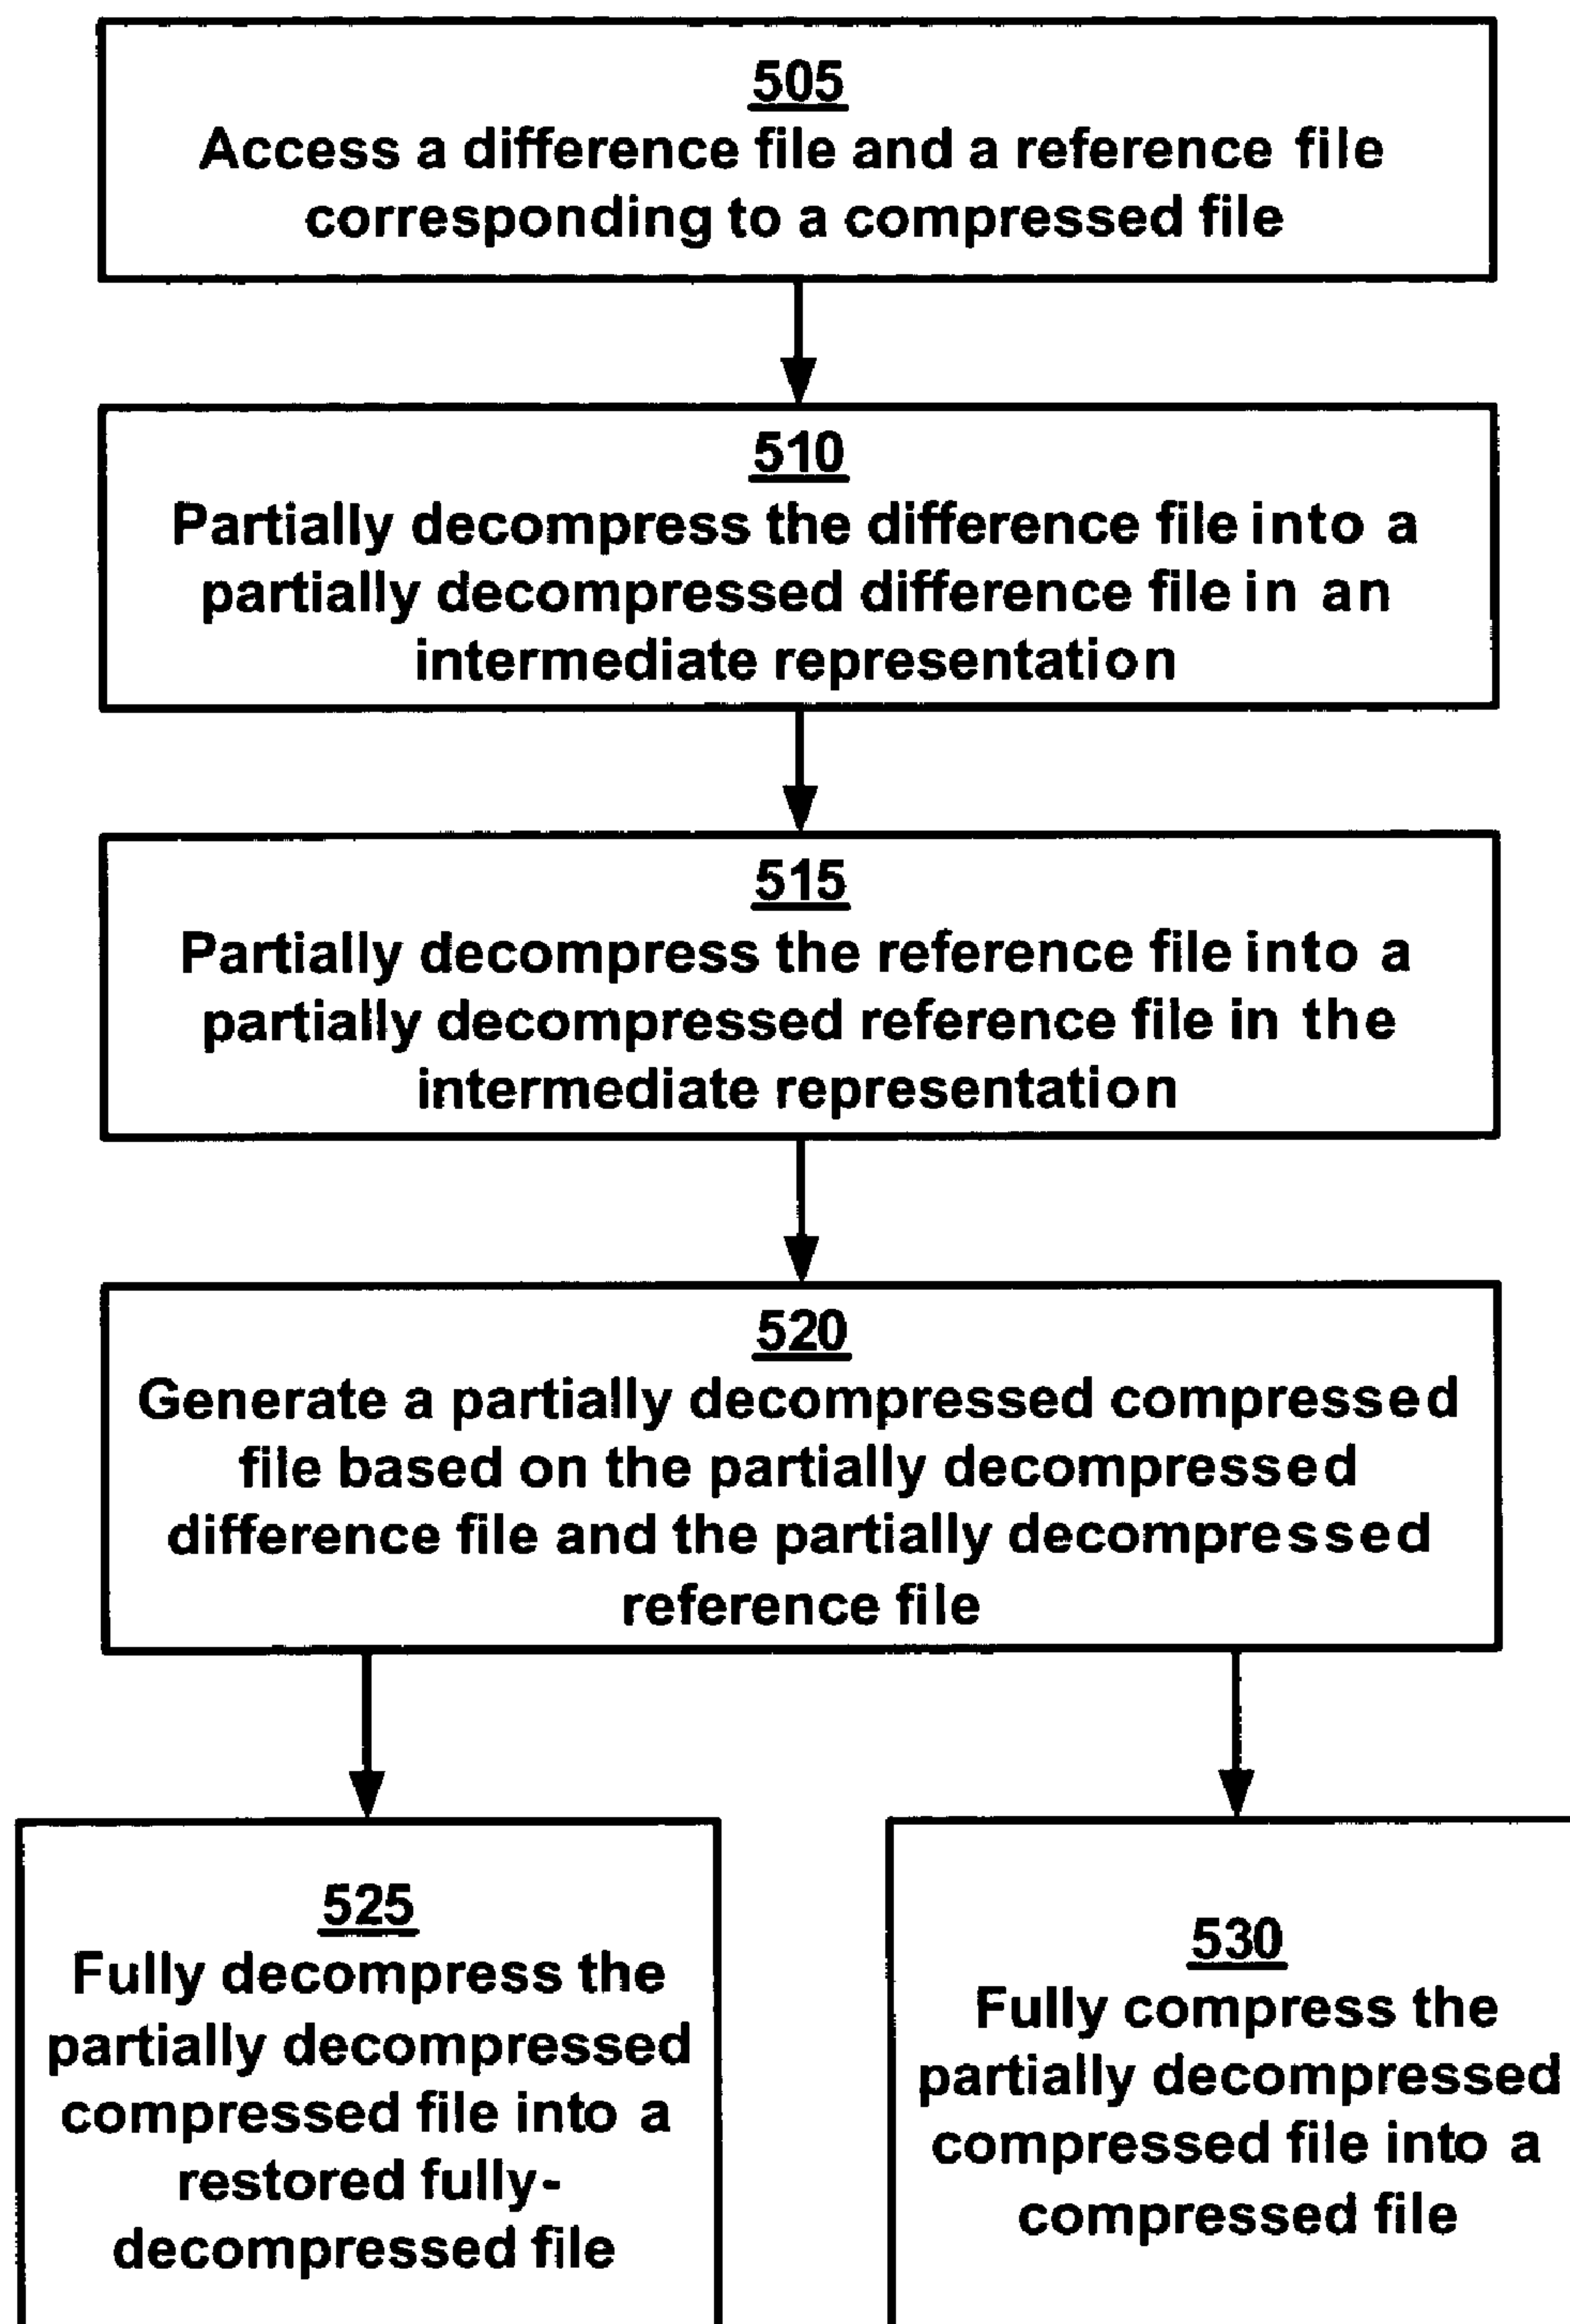 505
Access a difference file and a reference file
corresponding to a compressed file
510
Partially decompress the difference file into a
partially decompressed difference file in an
intermediate representation
515
Partially decompress the reference file into a
partially decompressed reference file in the
intermediate representation
520
Generate a partially decompressed compressed
file based on the partially decompressed
difference file and the partially decompressed
reference file
525
Fully decompress the
partially decompressed
compressed file into a
restored fully-
decompressed file
530
Fully compress the
partially decompressed
compressed file into a
compressed file